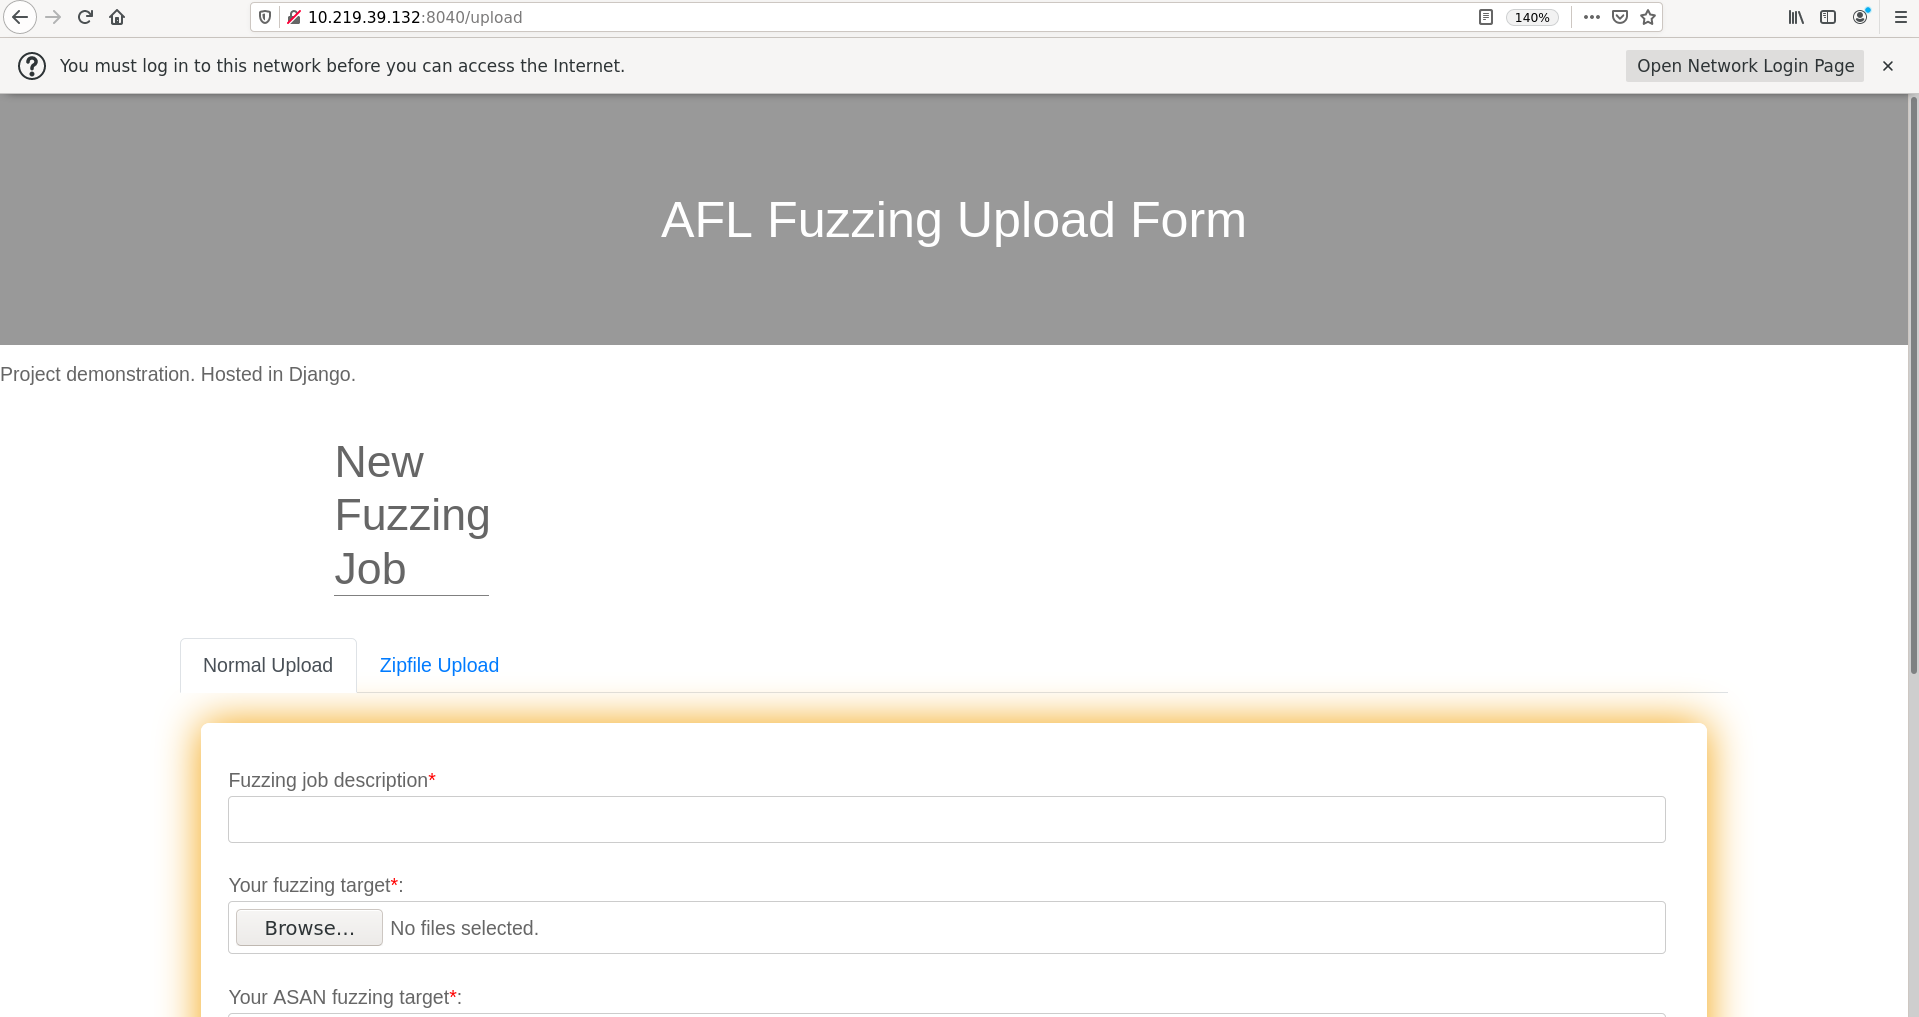 10.219.39.132:8040/upload
140%
You must log in to this network before you can access the Internet.
Open Network Login Page
AFL Fuzzing Upload Form
Project demonstration. Hosted in Django.
New
Fuzzing
Job
Normal Upload
Zipfile Upload
Fuzzing job description*
Your fuzzing target*:
Browse...
No files selected.
Your ASAN fuzzing target*: